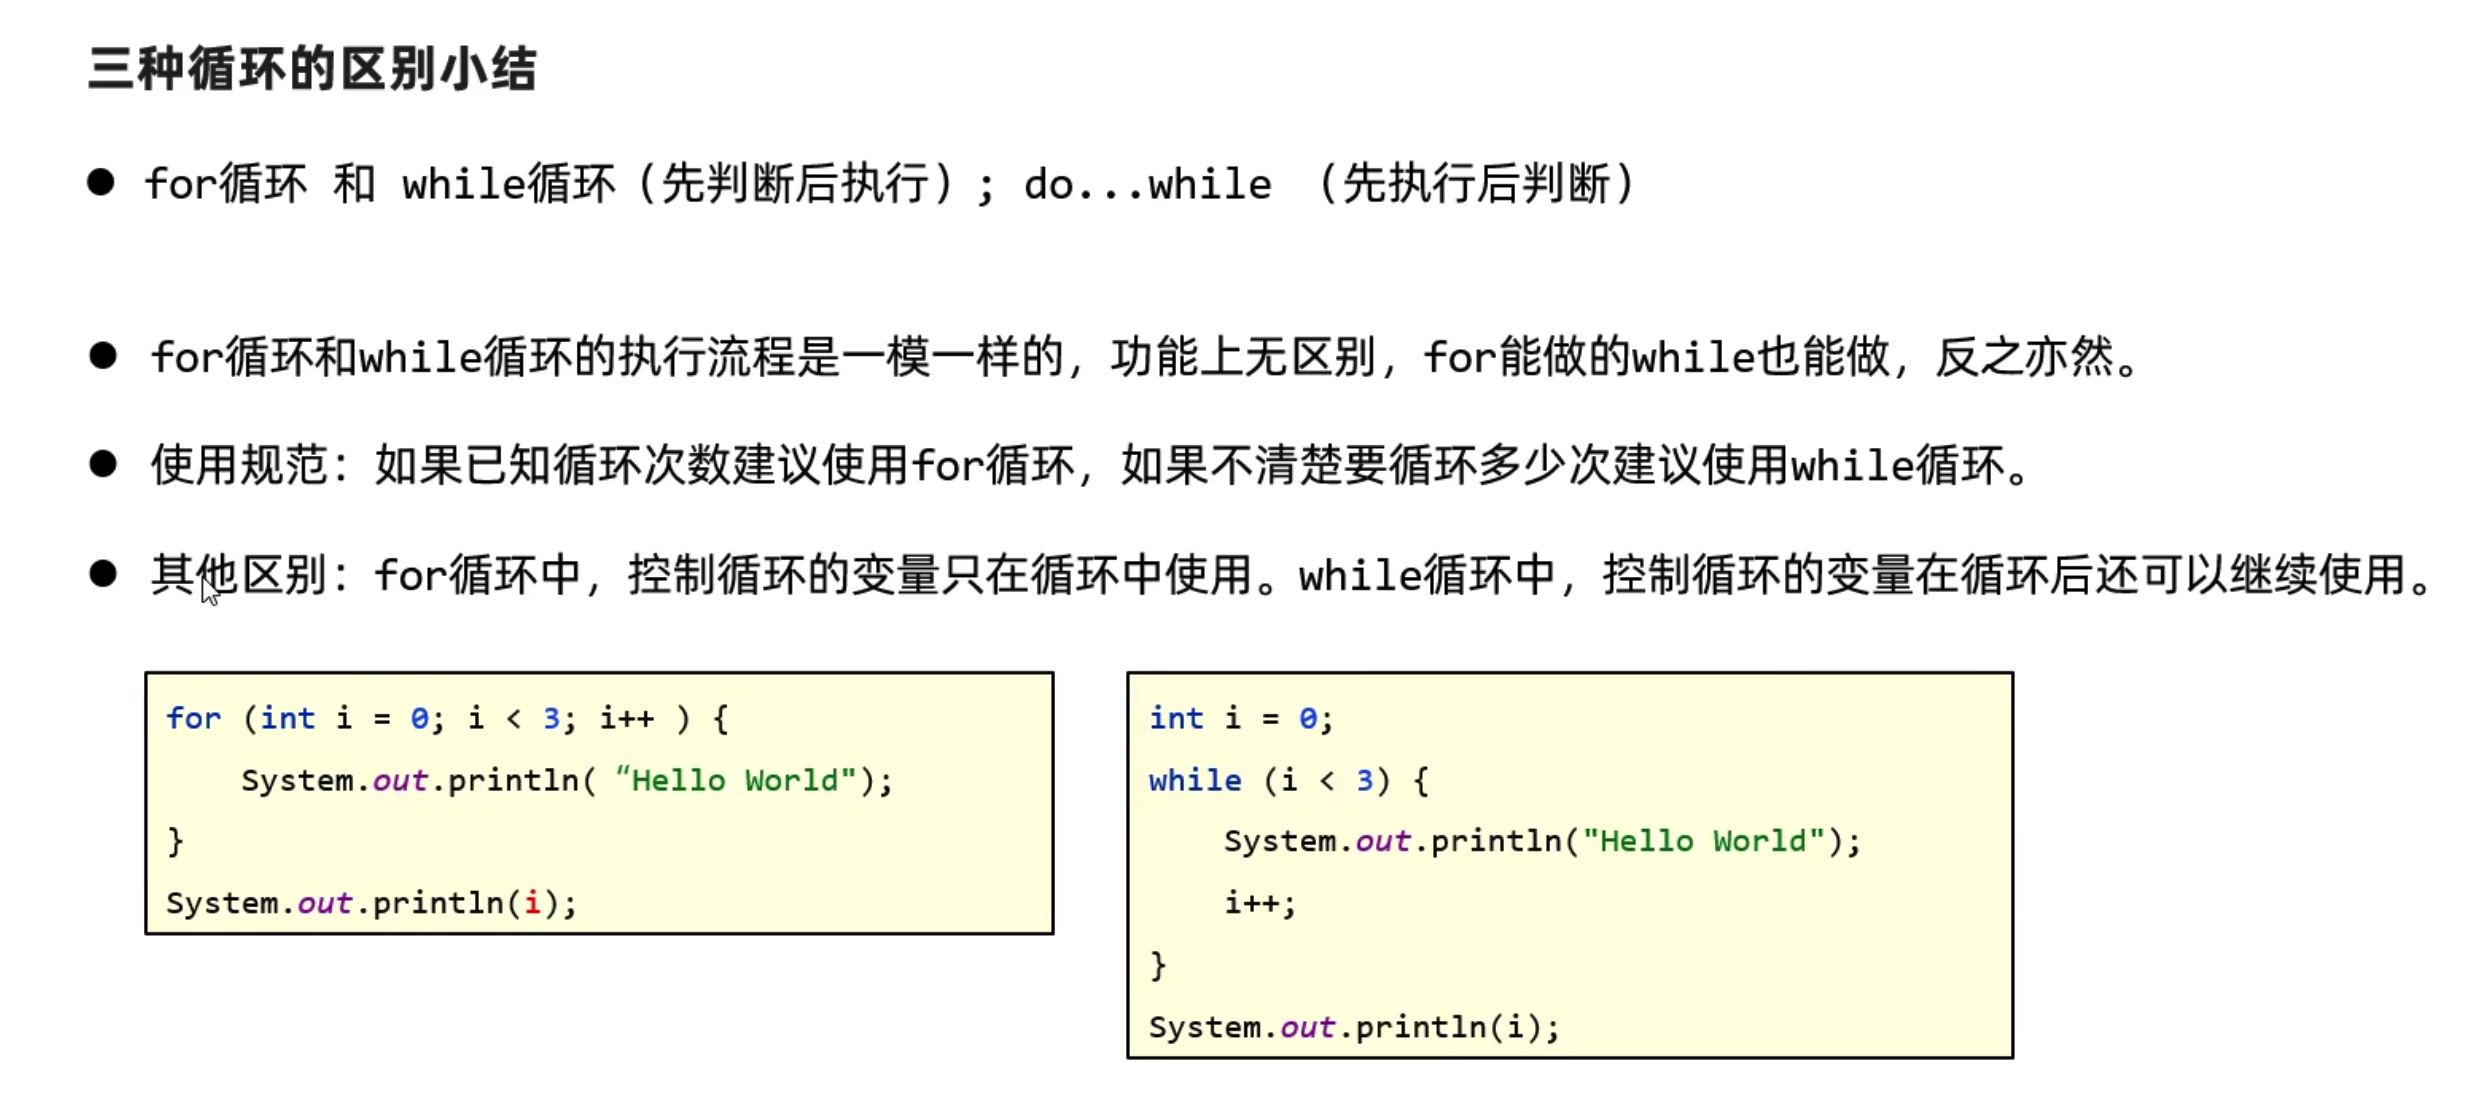 三种循环的区别小结
● for循环 和 while循环（先判断后执行）; do...while （先执行后判断）
● for循环和while循环的执行流程是一模一样的，功能上无区别，for能做的while也能做，反之亦然。
● 使用规范：如果已知循环次数建议使用for循环，如果不清楚要循环多少次建议使用while循环。
● 其他区别：for循环中，控制循环的变量只在循环中使用。while循环中，控制循环的变量在循环后还可以继续使用。
for (int i = 0; i < 3; i++ ) {
    System.out.println( “Hello World");
}
System.out.println(i);
int i = 0;
while (i < 3) {
    System.out.println("Hello World");
    i++;
}
System.out.println(i);